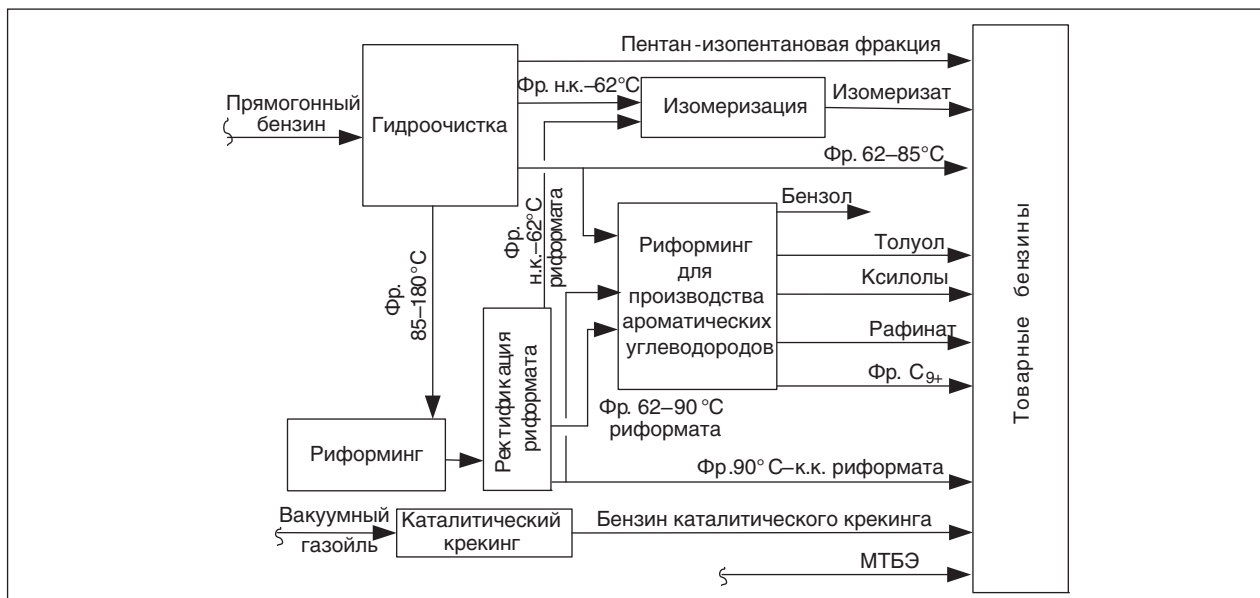 Пентан-изопентановая фракция
Фр. н.к.–62°С
Изомеризат
Прямогонный
бензин
Гидроочистка
Изомеризация
Фр. 62–85°С
Фр.
н.к.–62°С
риформата
Бензол
Риформинг
для
производства
ароматических
углеводородов
Толуол
Ксилолы
Рафинат
Фр. С9+
Фр.
85–180°С
Ректификация
риформата
Фр. 62–90 °С
риформата
Риформинг
Фр.90°С–к.к. риформата
Вакуумный
газойль
Каталитический
крекинг
Бензин каталитического крекинга
МТБЭ
Товарные бензины